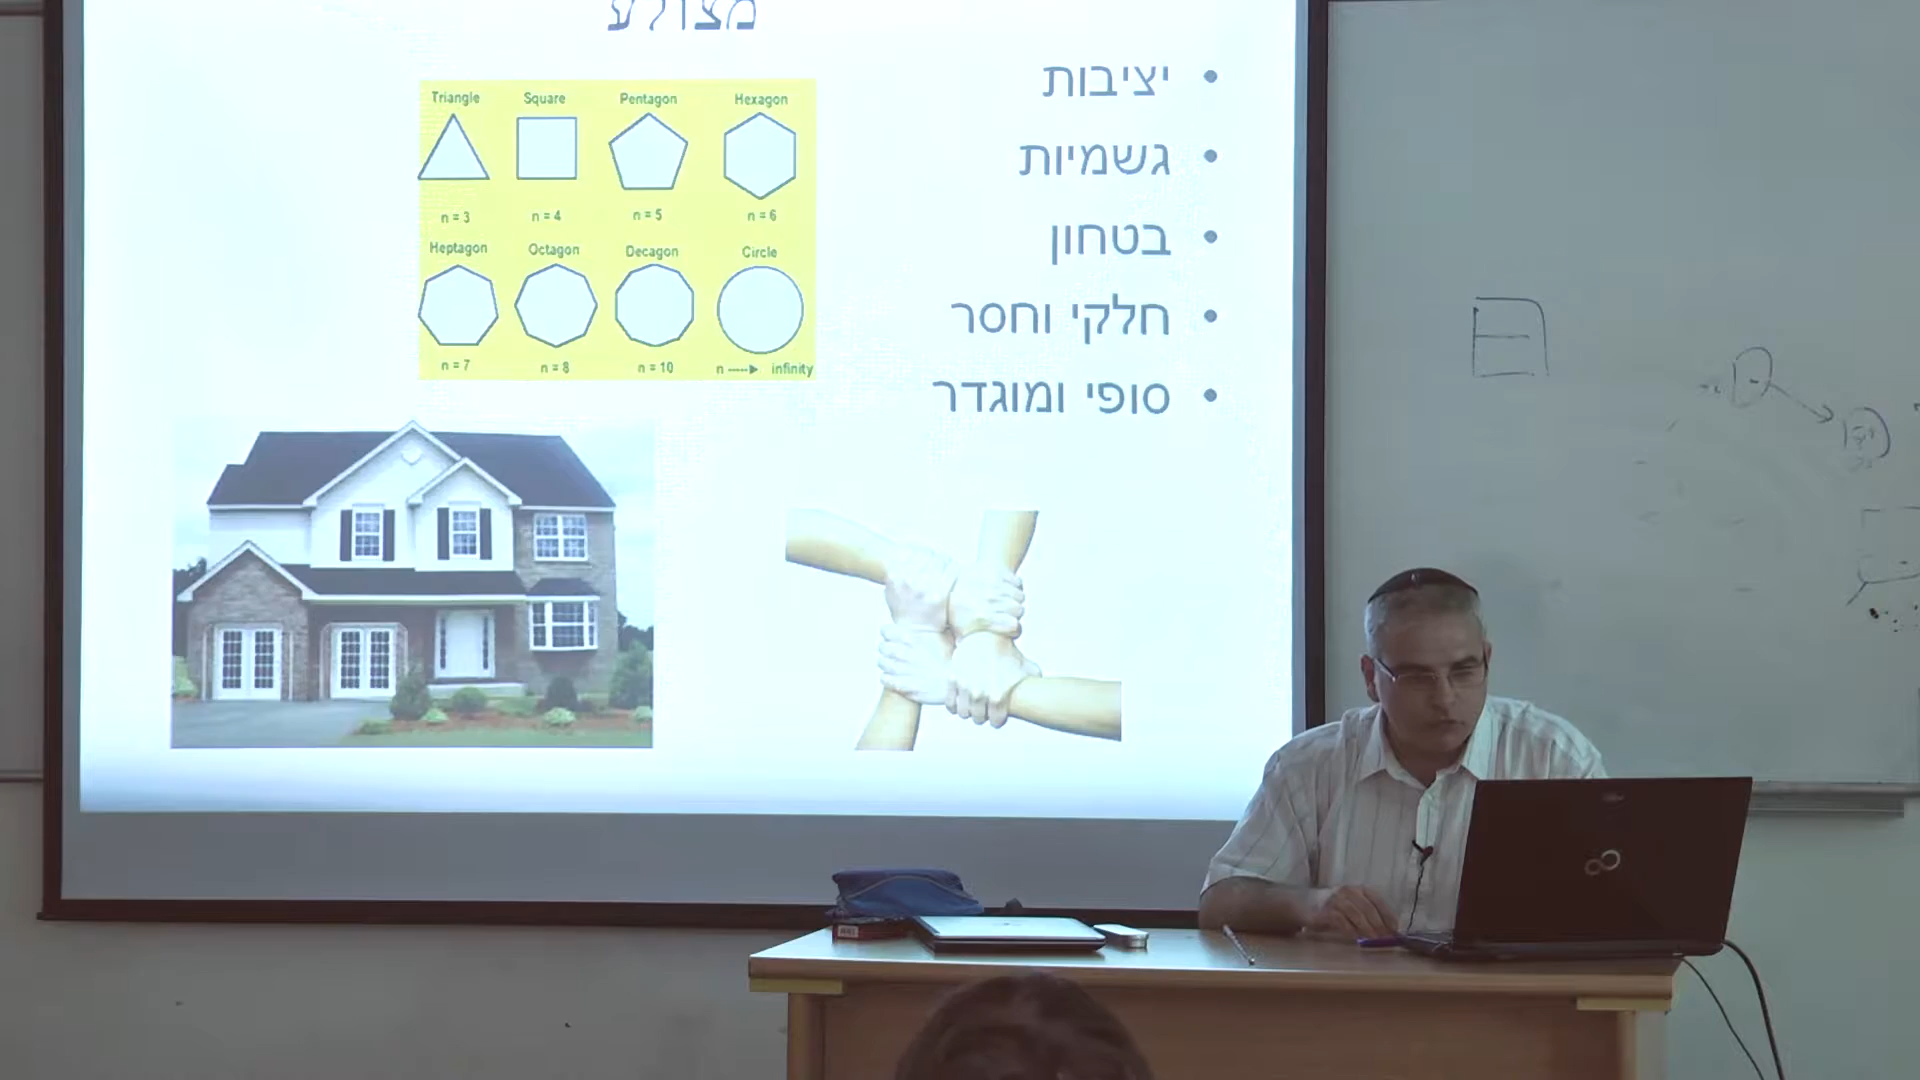 מצולע
• יציבות
• גשמיות
• בטחון
• חלקי וחסר
• סופי ומוגדר
Triangle Square Pentagon Hexagon
n = 3 n = 4 n = 5 n = 6
Heptagon Octagon Decagon Circle
n = 7 n = 8 n = 10 n ----► infinity